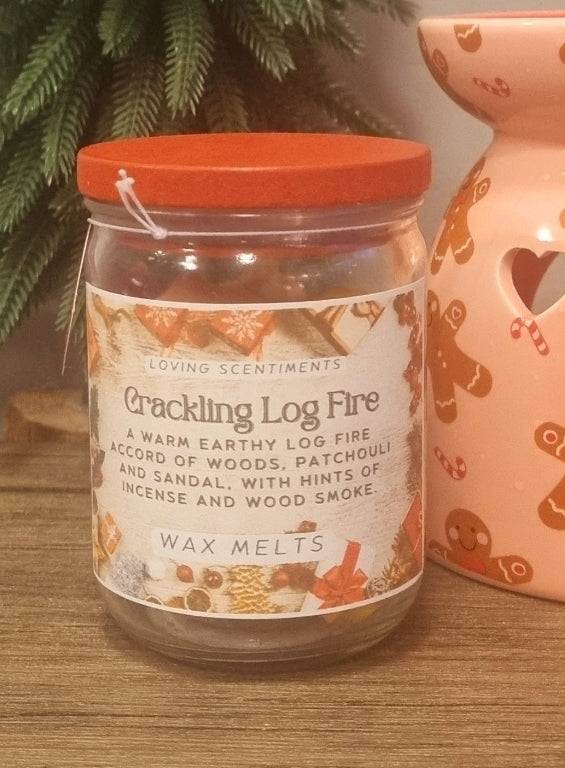 LOVING SCENTIMENTS
Crackling Log Fire
A WARM EARTHY LOG FIRE
ACCORD OF WOODS, PATCHOULI
AND SANDAL, WITH HINTS OF
INCENSE AND WOOD SMOKE.
WAX MELTS